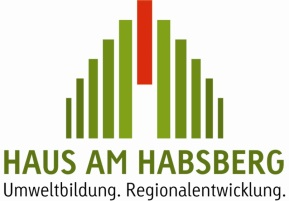 HAUS AM HABSBERG
Umweltbildung. Regionalentwicklung.